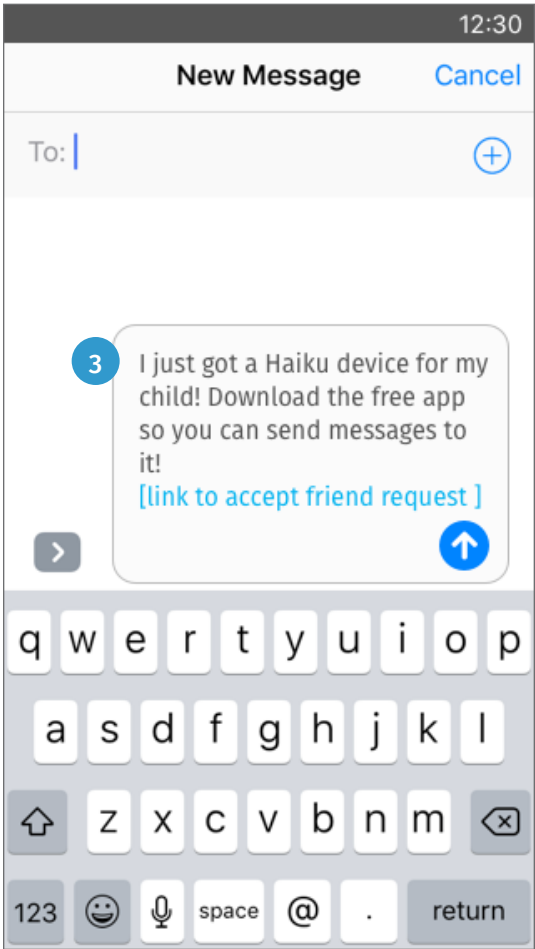 12:30
New Message Cancel
To:
3
I just got a Haiku device for my
child! Download the free app
so you can send messages to
it!
[link to accept friend request ]
q w e r t y u i o p
a s d f g h j k l
z x c v b n m
123 space @ . return